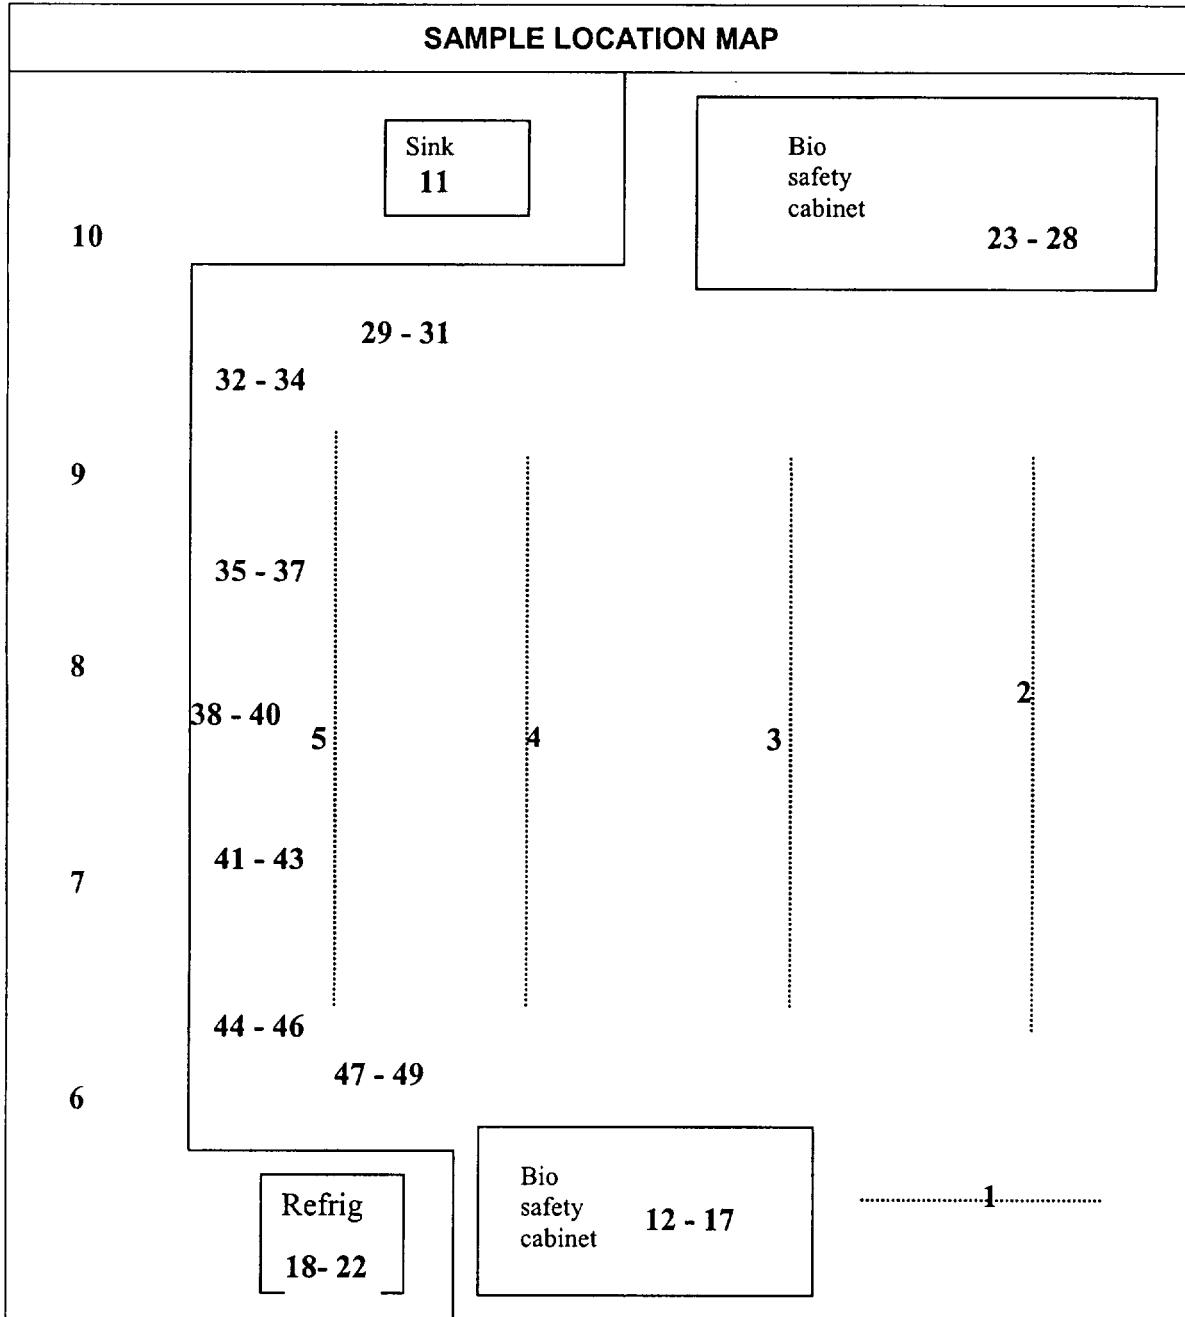 SAMPLE LOCATION MAP
Sink
11
Bio
safety
cabinet
23 - 28
10
29 - 31
32 - 34
9
35 - 37
8
38 - 40
5
4
3
2
41 - 43
7
44 - 46
47 - 49
6
Refrig
18- 22
Bio
safety
cabinet
12 - 17
1